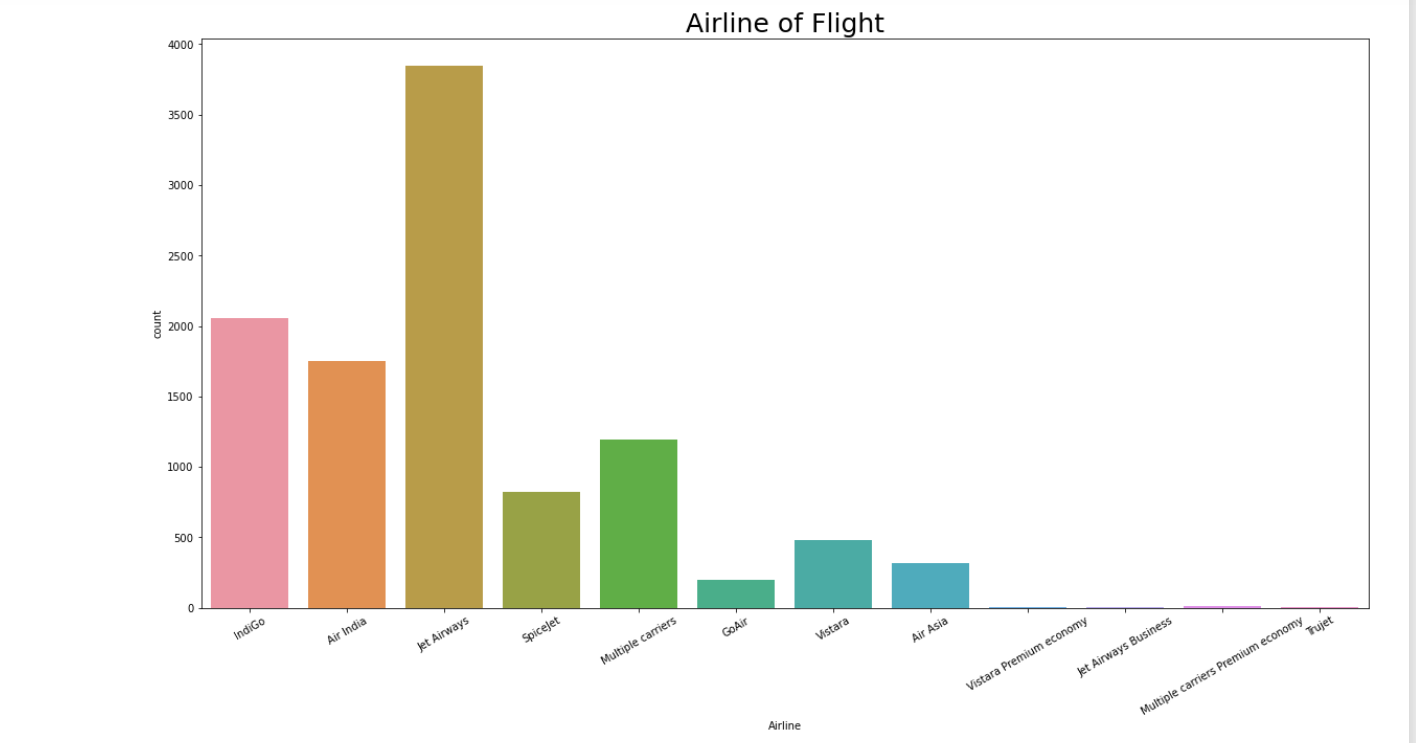 Airline of Flight
4000
3500
3000
2500
2000
1500
1000
500
0
count
IndiGo
Air India
Jet Airways
SpiceJet
Multiple carriers
GoAir
Vistara
Air Asia
Vistara Premium economy
Jet Airways Business
Multiple carriers Premium economy
Trujet
Airline